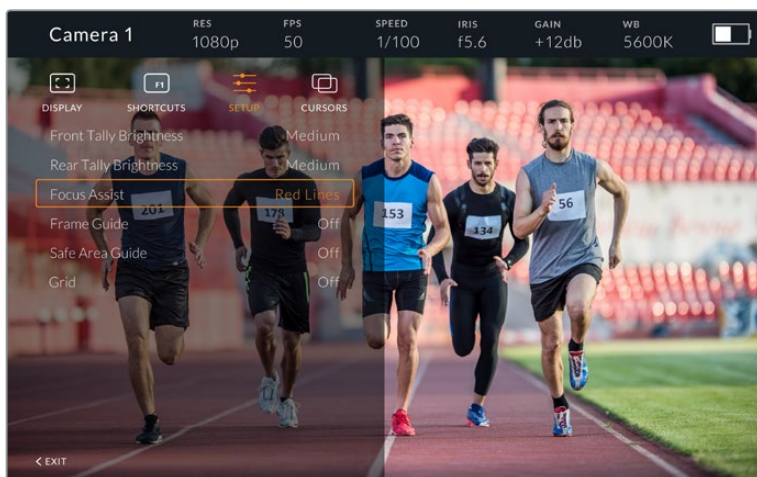 Camera 1
RES
1080p
FPS
50
SPEED
1/100
IRIS
f5.6
GAIN
+12db
WB
5600K
DISPLAY
F1
SHORTCUTS
SETUP
CURSORS
Front Tally Brightness Medium
Rear Tally Brightness Medium
Focus Assist Red Lines
Frame Guide Off
Safe Area Guide Off
Grid Off
201
178
153
134
56
< EXIT